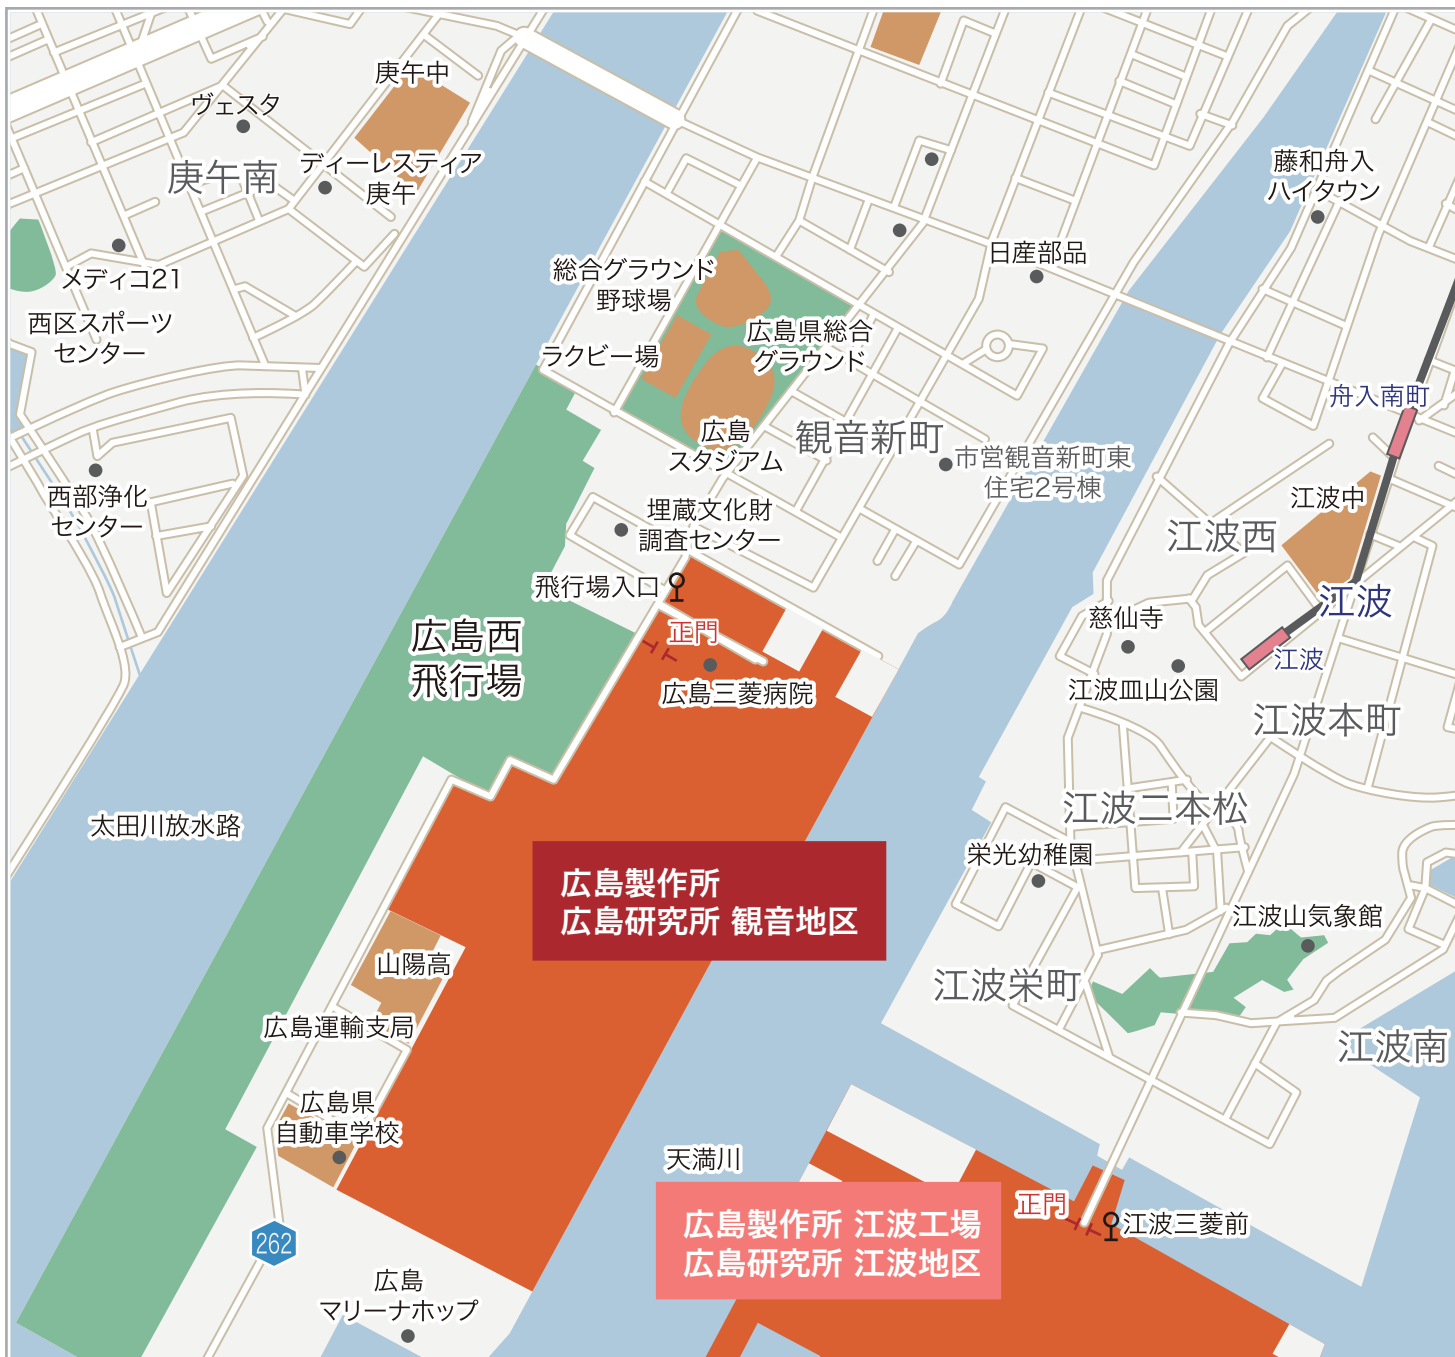 庚午中
ヴェスタ
ディーレスティア
庚午
庚午南
藤和舟入
ハイタウン
メディコ21
日産部品
総合グラウンド
野球場
西区スポーツ
センター
広島県総合
グラウンド
ラクビー場
舟入南町
広島
スタジアム
観音新町
市営観音新町東
住宅2号棟
西部浄化
センター
江波中
埋蔵文化財
調査センター
江波西
飛行場入口
江波
慈仙寺
正門
広島西
飛行場
江波
広島三菱病院
江波皿山公園
江波本町
江波二本松
太田川放水路
栄光幼稚園
広島製作所
広島研究所 観音地区
江波山気象館
山陽高
江波栄町
広島運輸支局
江波南
広島県
自動車学校
天満川
正門
江波三菱前
広島製作所 江波工場
広島研究所 江波地区
262
広島
マリーナホップ